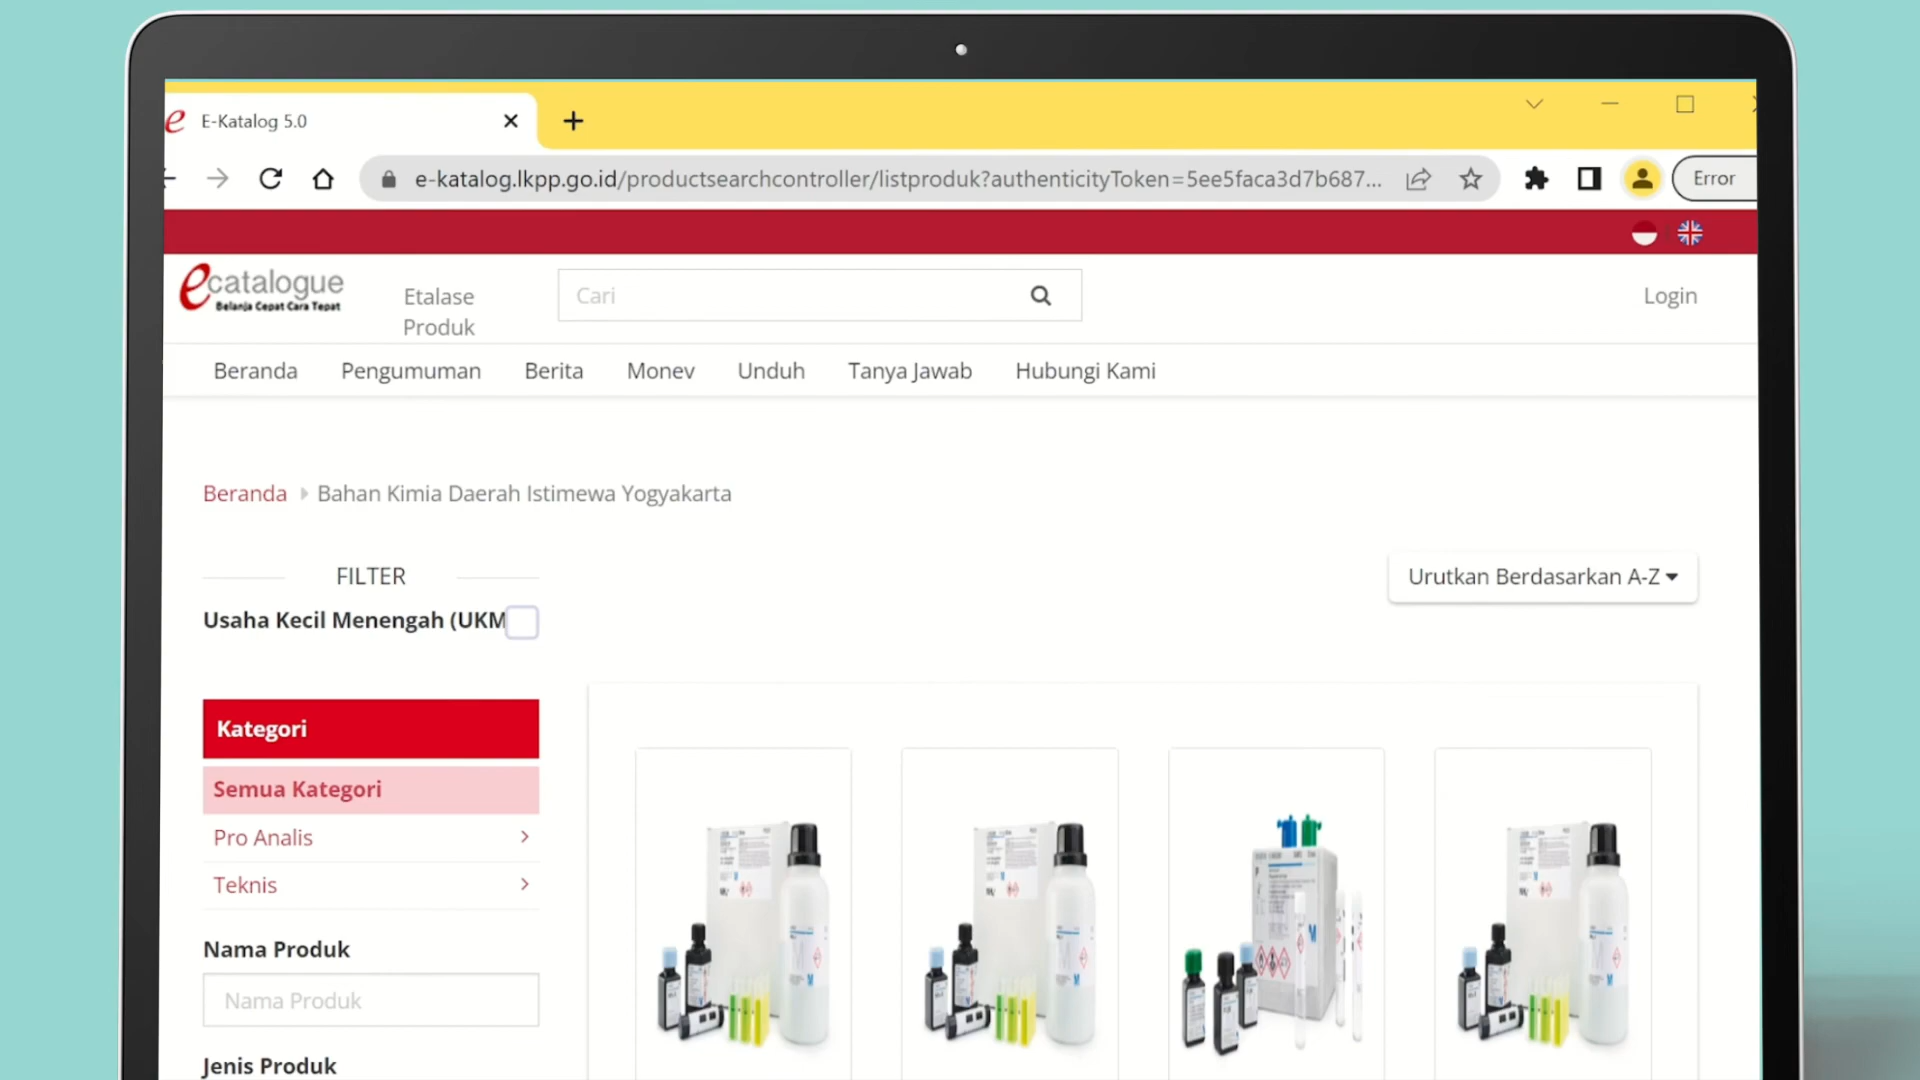 E-Katalog 5.0
e-katalog.lkpp.go.id/productsearchcontroller/listproduk?authenticityToken=5ee5faca3d7b687...
Error
ecatalogue
Belanja Cepat Cara Tepat
Etalase
Produk
Cari
Login
Beranda
Pengumuman
Berita
Monev
Unduh
Tanya Jawab
Hubungi Kami
Beranda
Bahan Kimia Daerah Istimewa Yogyakarta
FILTER
Urutkan Berdasarkan A-Z
Usaha Kecil Menengah (UKM
Kategori
Semua Kategori
Pro Analis
Teknis
Nama Produk
Nama Produk
Jenis Produk